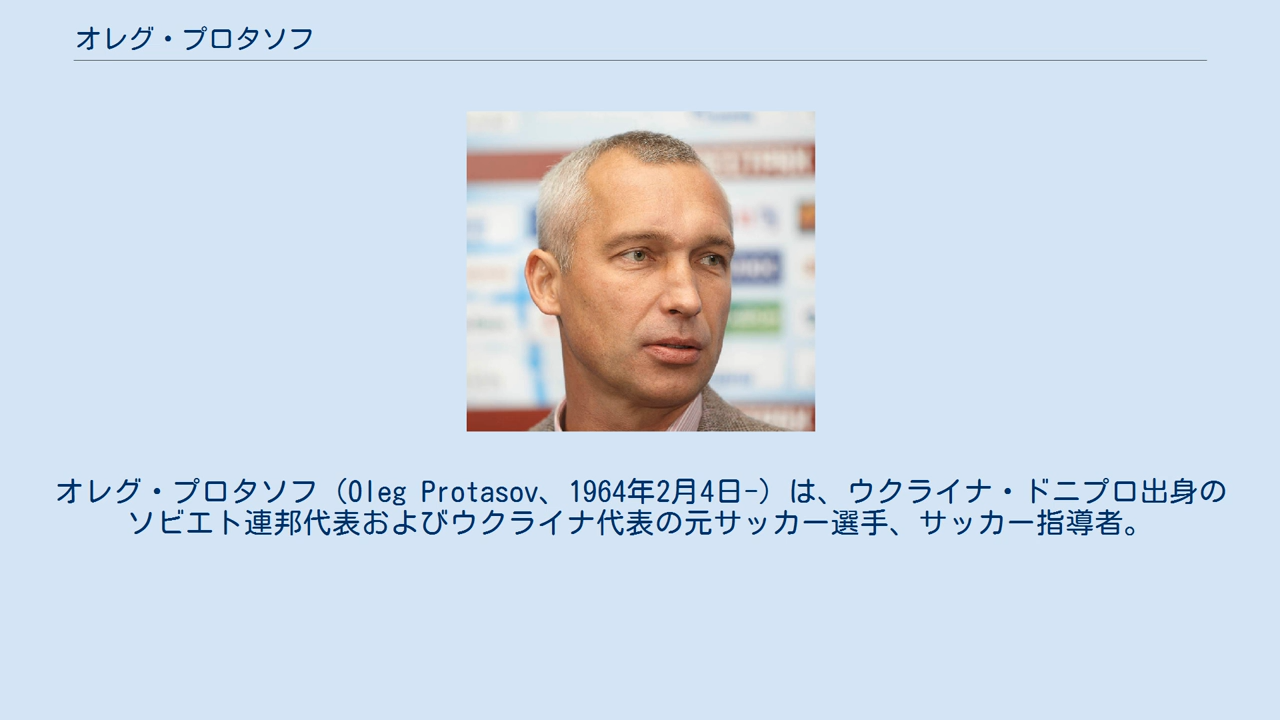 オレグ・プロタソフ
オレグ・プロタソフ（Oleg Protasov、1964年2月4日-）は、ウクライナ・ドニプロ出身の
ソビエト連邦代表およびウクライナ代表の元サッカー選手、サッカー指導者。